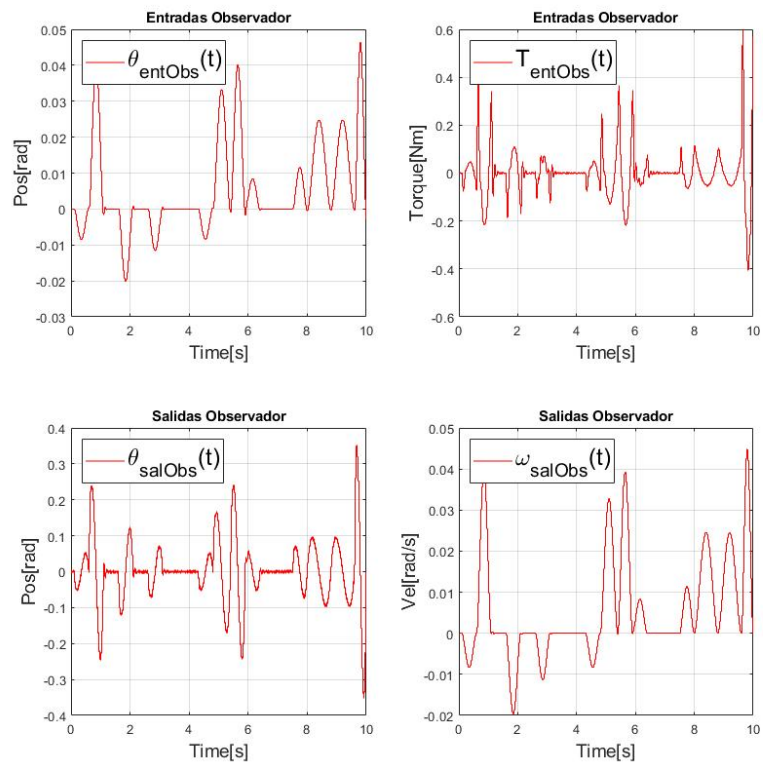 Entradas Observador
θentObs(t)
Pos[rad]
0.05
0.04
0.03
0.02
0.01
0
-0.01
-0.02
-0.03
0 2 4 6 8 10
Time[s]
Entradas Observador
TentObs(t)
Torque[Nm]
0.6
0.4
0.2
0
-0.2
-0.4
-0.6
0 2 4 6 8 10
Time[s]
Salidas Observador
θsalObs(t)
Pos[rad]
0.4
0.3
0.2
0.1
0
-0.1
-0.2
-0.3
-0.4
0 2 4 6 8 10
Time[s]
Salidas Observador
ωsalObs(t)
Vel[rad/s]
0.05
0.04
0.03
0.02
0.01
0
-0.01
-0.02
0 2 4 6 8 10
Time[s]